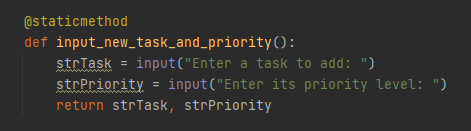 @staticmethod
def input_new_task_and_priority():
    strTask = input("Enter a task to add: ")
    strPriority = input("Enter its priority level: ")
    return strTask, strPriority